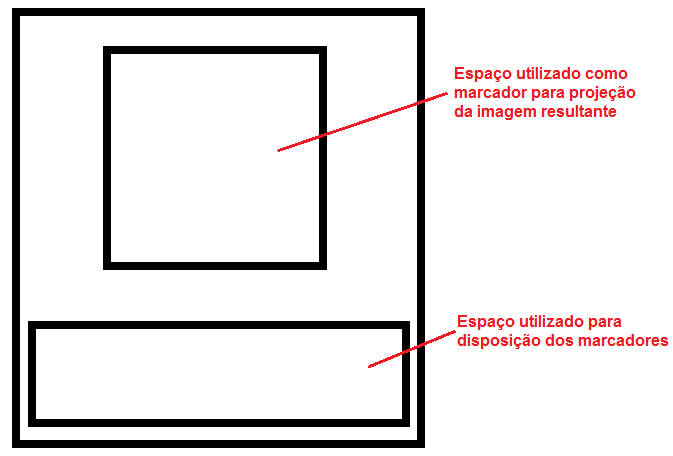 Espaço utilizado como
marcador para projeção
da imagem resultante
Espaço utilizado para
disposição dos marcadores